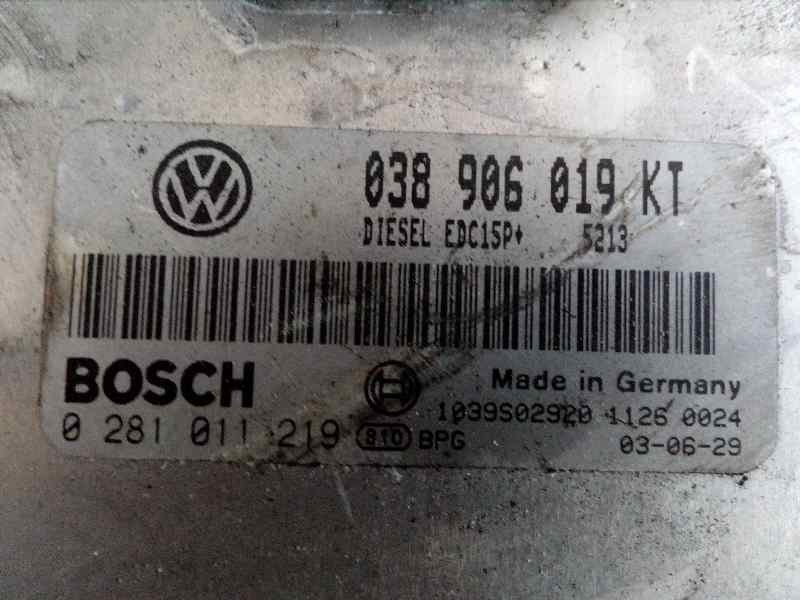 038 906 019 KT
DIESEL EDC15P+ 5213
BOSCH
Made in Germany
0 281 011 219 810 BPG
1039S02920 1126 0024
03-06-29